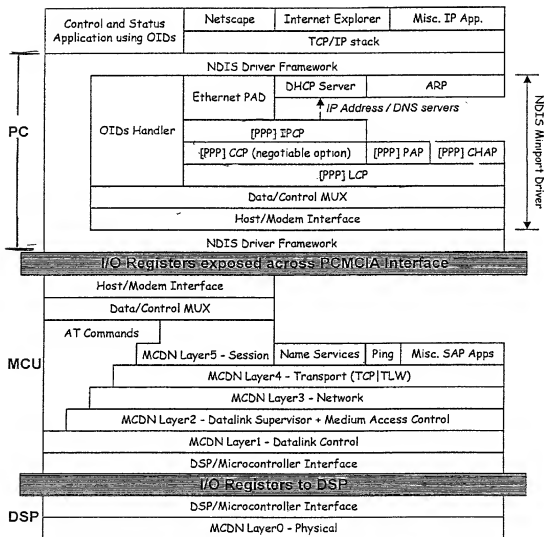 Control and Status
Application using OIDs
Netscape
Internet Explorer
Misc. IP App.
TCP/IP stack
NDIS Driver Framework
PC
OIDs Handler
Ethernet PAD
DHCP Server
ARP
IP Address / DNS servers
[PPP] IPCP
[PPP] CCP (negotiable option)
[PPP] PAP
[PPP] CHAP
[PPP] LCP
Data/Control MUX
Host/Modem Interface
NDIS Driver Framework
NDIS Miniport Driver
I/O Registers exposed across PCMCIA Interface
Host/Modem Interface
Data/Control MUX
AT Commands
MCU
MCDN Layer5 - Session
Name Services
Ping
Misc. SAP Apps
MCDN Layer4 - Transport (TCP|TLW)
MCDN Layer3 - Network
MCDN Layer2 - Datalink Supervisor + Medium Access Control
MCDN Layer1 - Datalink Control
DSP/Microcontroller Interface
I/O Registers to DSP
DSP
DSP/Microcontroller Interface
MCDN Layer0 - Physical